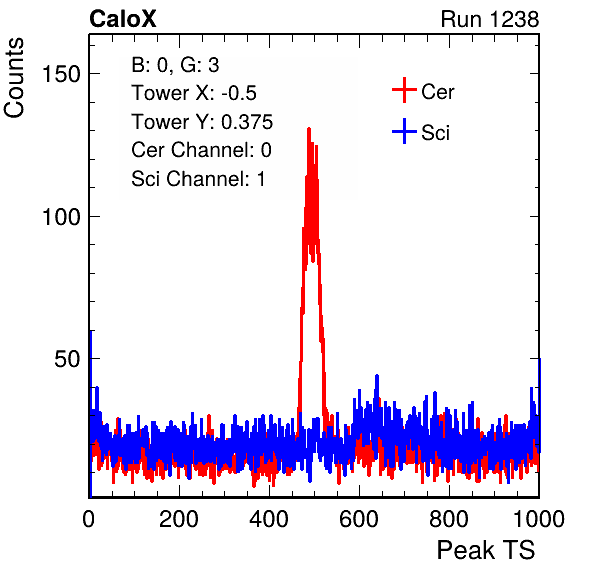 CaloX Run 1238
Counts
150
100
50
B: 0, G: 3
Tower X: -0.5
Tower Y: 0.375
Cer Channel: 0
Sci Channel: 1
Cer
Sci
0 200 400 600 800 1000
Peak TS